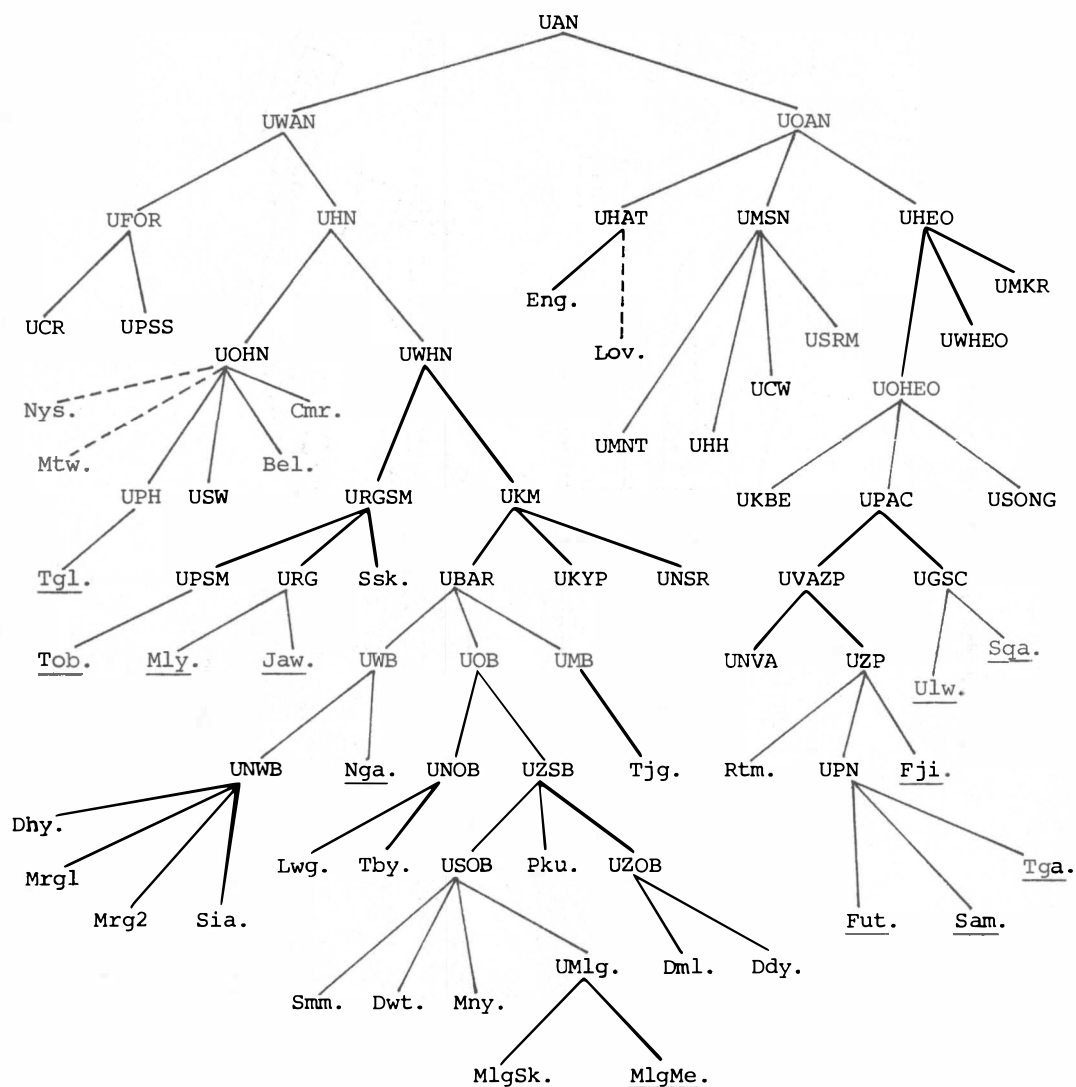 UAN
UWAN UOAN
UFOR UHN UHAT UMSN UHEO
UMKR
Eng.
UCR UPSS
USRM UWHEO
UOHN UWHN Lov.
UCW UOHEO
Nys. Cmr.
UMNT UHH
Mtw. Bel.
UPH USW URGSM UKM UKBE UPAC USONG
Tgl. UPSM URG Ssk. UBAR UKYP UNSR UVAZP UGSC
Sqa.
Tob. Mly. Jaw. UWB UOB UMB UNVA UZP
Ulw.
UNWB Nga. UNOB UZSB Tjg. Rtm. UPN Fji.
Dhy.
Lwg. Tby. USOB Pku. UZOB
Tga.
Mrg1
Mrg2 Sia. Fut. Sam.
UMlg. Dml. Ddy.
Smm. Dwt. Mny.
MlgSk. MlgMe.